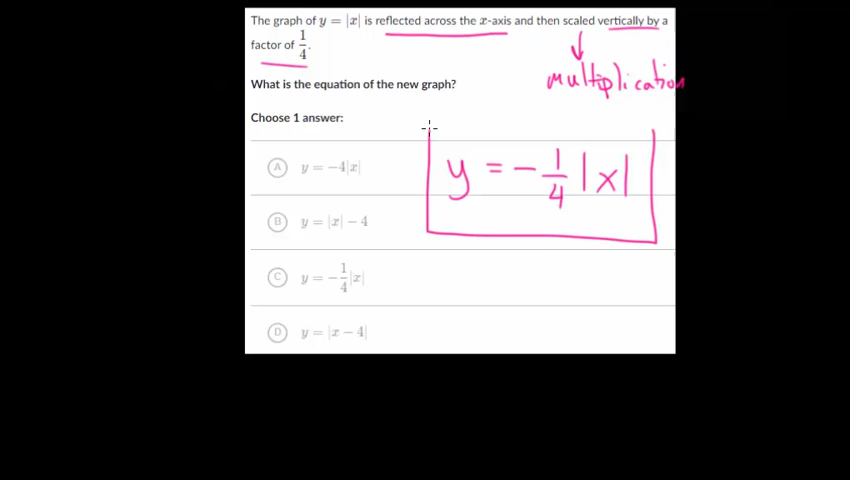 The graph of y = |x| is reflected across the x-axis and then scaled vertically by a
factor of 1/4.
multiplication
What is the equation of the new graph?
Choose 1 answer:
A y = −4|x|
y = - 1/4 |x|
B y = |x| − 4
C y = −1/4|x|
D y = |x − 4|